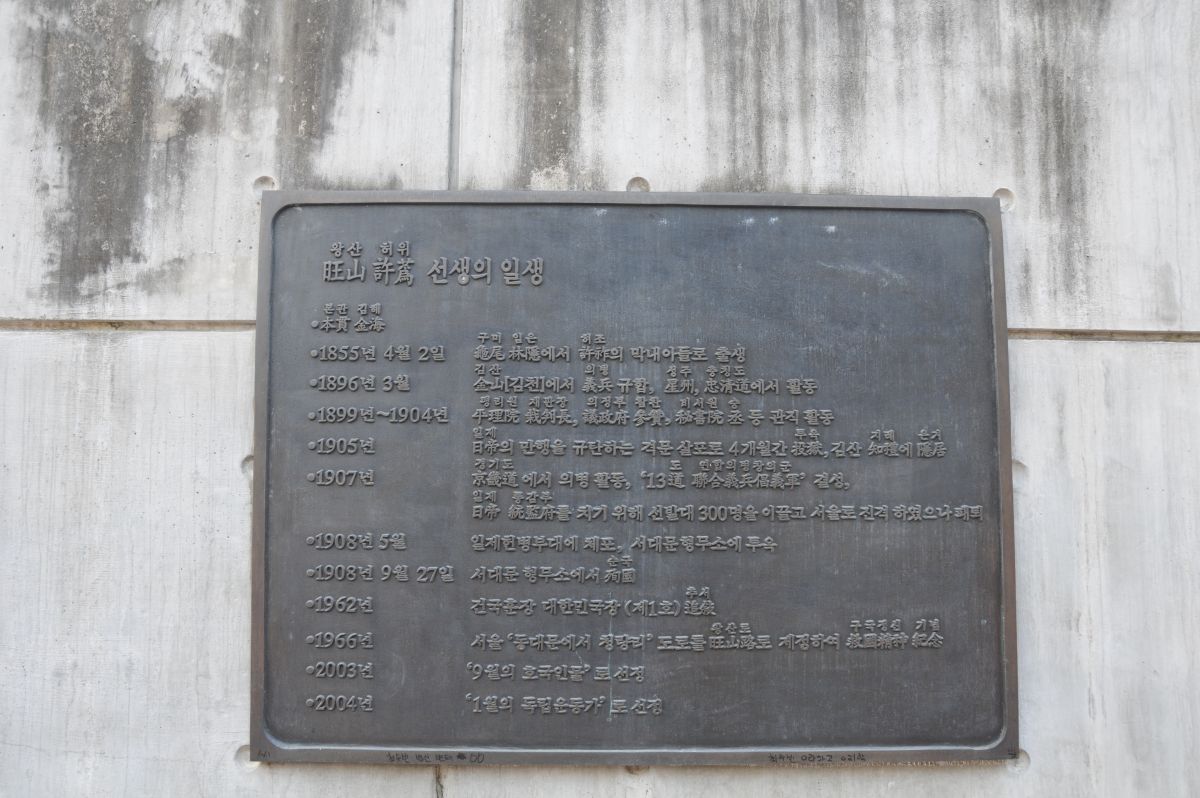 왕산 허위
旺山 許蔿 선생의 일생
본관 김해
•本貫 金海
구미 임은 허조
•1855년 4월 2일 龜尾 林隱에서 許祚의 막내아들로 출생
김산 의병 성주 충청도
•1896년 3월 金山[김천]에서 義兵 규합, 星州, 忠淸道에서 활동
평리원 재판장 의정부 참찬 비서원 승
•1899년~1904년 平理院 裁判長, 議政府 參贊, 秘書院 丞 등 관직 활동
일제 투옥 지례 은거
•1905년 日帝의 만행을 규탄하는 격문 살포로 4개월간 投獄, 김산 知禮에 隱居
경기도 도 연합의병창의군
•1907년 京畿道에서 의병 활동, '13道 聯合義兵倡義軍' 결성,
일제 통감부
日帝 統監府를 치기 위해 선발대 300명을 이끌고 서울로 진격 하였으나 패퇴
•1908년 5월 일제헌병부대에 체포, 서대문형무소에 투옥
순국
•1908년 9월 27일 서대문 형무소에서 殉國
추서
•1962년 건국훈장 대한민국장 (제1호) 追敍
왕산로 구국정신 기념
•1966년 서울 '동대문에서 청량리' 도로를 旺山路로 제정하여 救國精神 紀念
•2003년 '9월의 호국인물'로 선정
•2004년 '1월의 독립운동가'로 선정